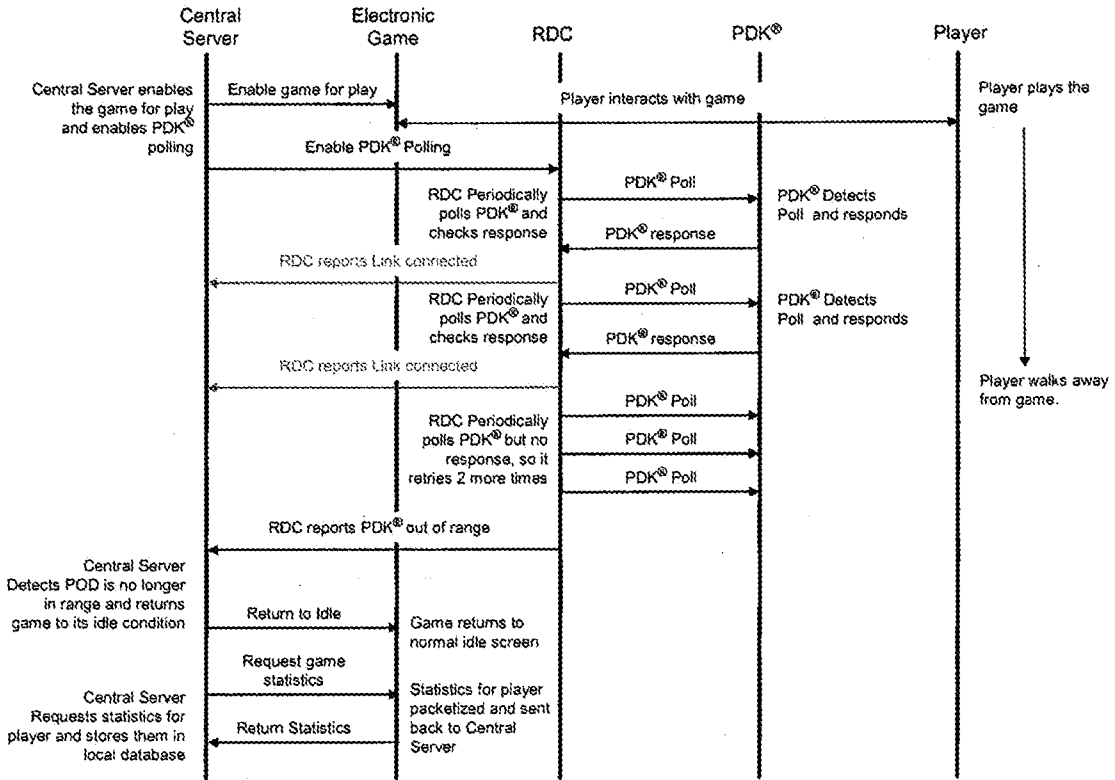 Central
Server
Electronic
Game
RDC
PDK®
Player
Central Server enables
the game for play
and enables PDK®
polling
Enable game for play
Player interacts with game
Player plays the
game
Enable PDK® Polling
RDC Periodically
polls PDK® and
checks response
PDK® Poll
PDK® Detects
Poll and responds
PDK® response
RDC reports Link connected
RDC Periodically
polls PDK® and
checks response
PDK® Poll
PDK® Detects
Poll and responds
PDK® response
RDC reports Link connected
Player walks away
from game.
RDC Periodically
polls PDK® but no
response, so it
retries 2 more times
PDK® Poll
PDK® Poll
PDK® Poll
RDC reports PDK® out of range
Central Server
Detects POD is no longer
in range and returns
game to its idle condition
Return to Idle
Game returns to
normal idle screen
Request game
statistics
Central Server
Requests statistics for
player and stores them in
local database
Statistics for player
packetized and sent
back to Central
Server
Return Statistics